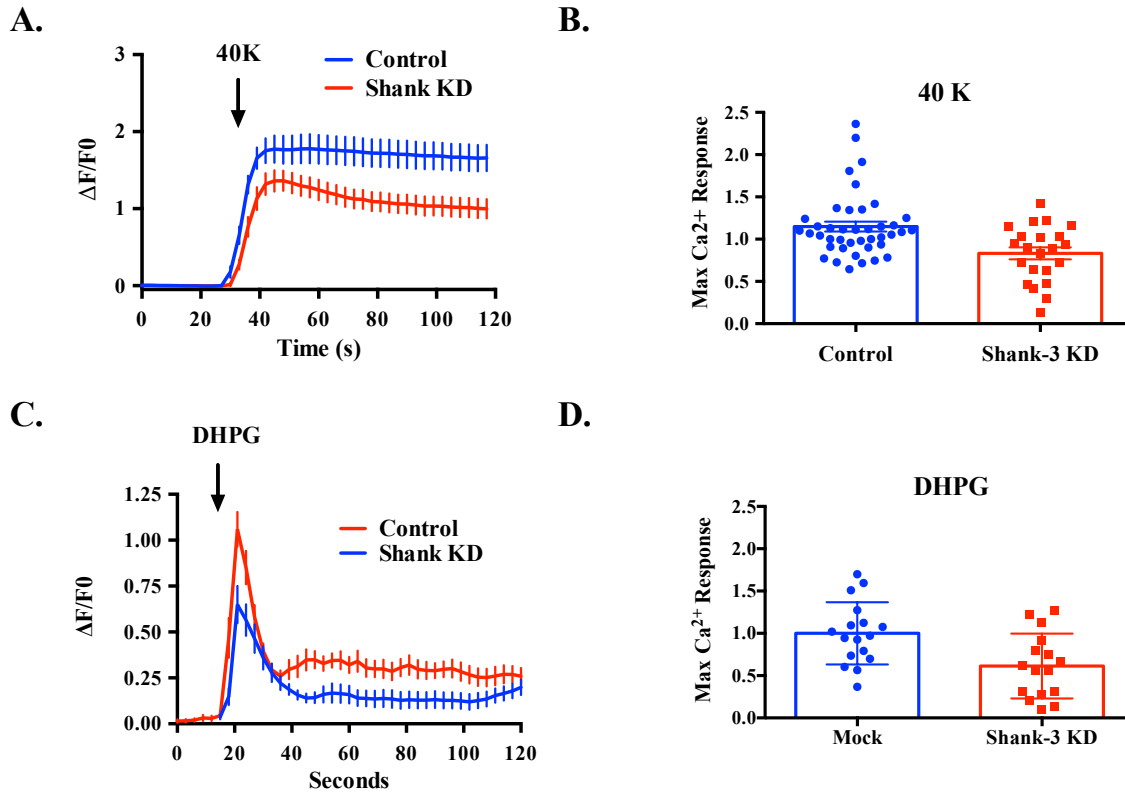 A.
40K
Control
Shank KD
3
2
1
0
ΔF/F0
0 20 40 60 80 100 120
Time (s)
B.
40 K
2.5
2.0
1.5
1.0
0.5
0.0
Max Ca2+ Response
Control Shank-3 KD
C.
DHPG
Control
Shank KD
1.25
1.00
0.75
0.50
0.25
0.00
ΔF/F0
0 20 40 60 80 100 120
Seconds
D.
DHPG
2.5
2.0
1.5
1.0
0.5
0.0
Max Ca²⁺ Response
Mock Shank-3 KD